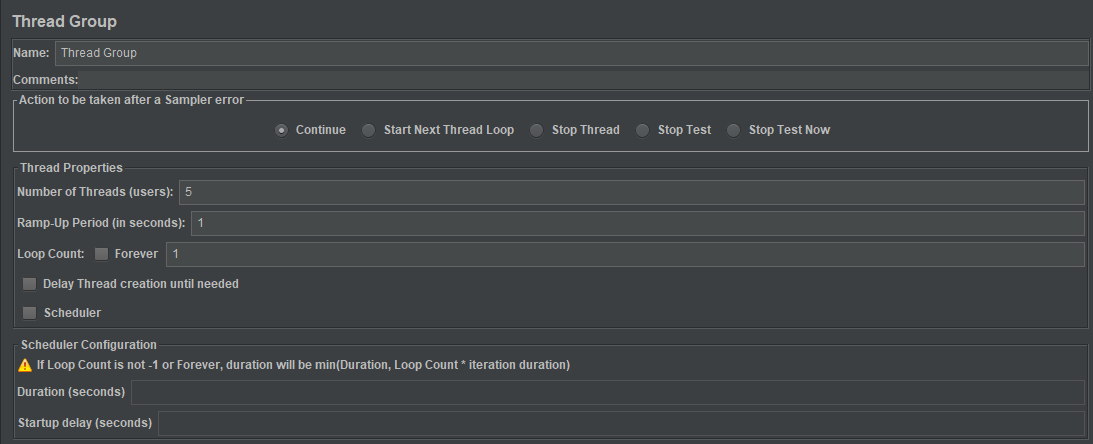 Thread Group
Name: Thread Group
Comments:
Action to be taken after a Sampler error
Continue Start Next Thread Loop Stop Thread Stop Test Stop Test Now
Thread Properties
Number of Threads (users): 5
Ramp-Up Period (in seconds): 1
Loop Count: Forever 1
Delay Thread creation until needed
Scheduler
Scheduler Configuration
If Loop Count is not -1 or Forever, duration will be min(Duration, Loop Count * iteration duration)
Duration (seconds)
Startup delay (seconds)